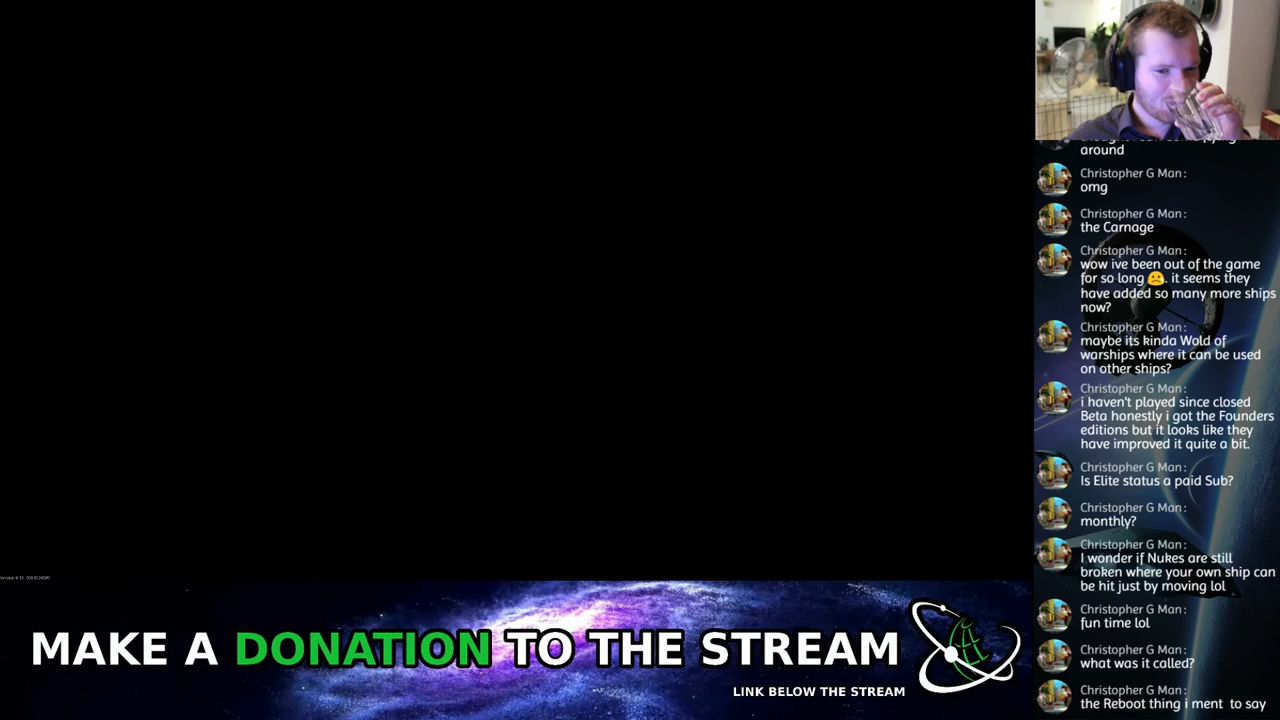 around
Christopher G Man:
omg
Christopher G Man:
the Carnage
Christopher G Man:
wow ive been out of the game
for so long 🙁. it seems they
have added so many more ships
now?
Christopher G Man:
maybe its kinda Wold of
warships where it can be used
on other ships?
Christopher G Man:
i haven't played since closed
Beta honestly i got the Founders
editions but it looks like they
have improved it quite a bit.
Christopher G Man:
Is Elite status a paid Sub?
Christopher G Man:
monthly?
Christopher G Man:
I wonder if Nukes are still
broken where your own ship can
be hit just by moving lol
Christopher G Man:
fun time lol
Christopher G Man:
what was it called?
Christopher G Man:
the Reboot thing i ment to say
MAKE A DONATION TO THE STREAM
LINK BELOW THE STREAM